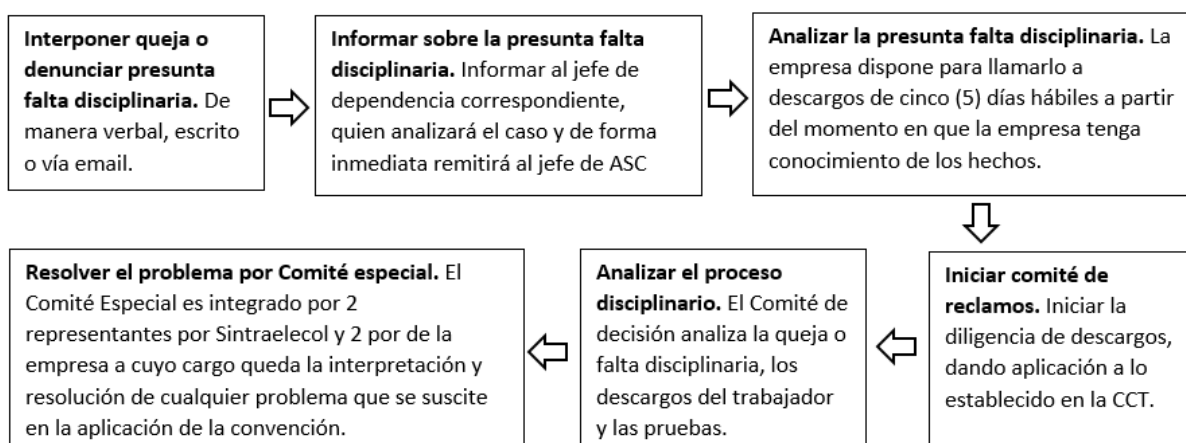 Interponer queja o
denunciar presunta
falta disciplinaria. De
manera verbal, escrito
o vía email.
Informar sobre la presunta falta
disciplinaria. Informar al jefe de
dependencia correspondiente,
quien analizará el caso y de forma
inmediata remitirá al jefe de ASC
Analizar la presunta falta disciplinaria. La
empresa dispone para llamarlo a
descargos de cinco (5) días hábiles a partir
del momento en que la empresa tenga
conocimiento de los hechos.
Iniciar comité de
reclamos. Iniciar la
diligencia de descargos,
dando aplicación a lo
establecido en la CCT.
Analizar el proceso
disciplinario. El Comité de
decisión analiza la queja o
falta disciplinaria, los
descargos del trabajador
y las pruebas.
Resolver el problema por Comité especial. El
Comité Especial es integrado por 2
representantes por Sintraelecol y 2 por de la
empresa a cuyo cargo queda la interpretación y
resolución de cualquier problema que se suscite
en la aplicación de la convención.